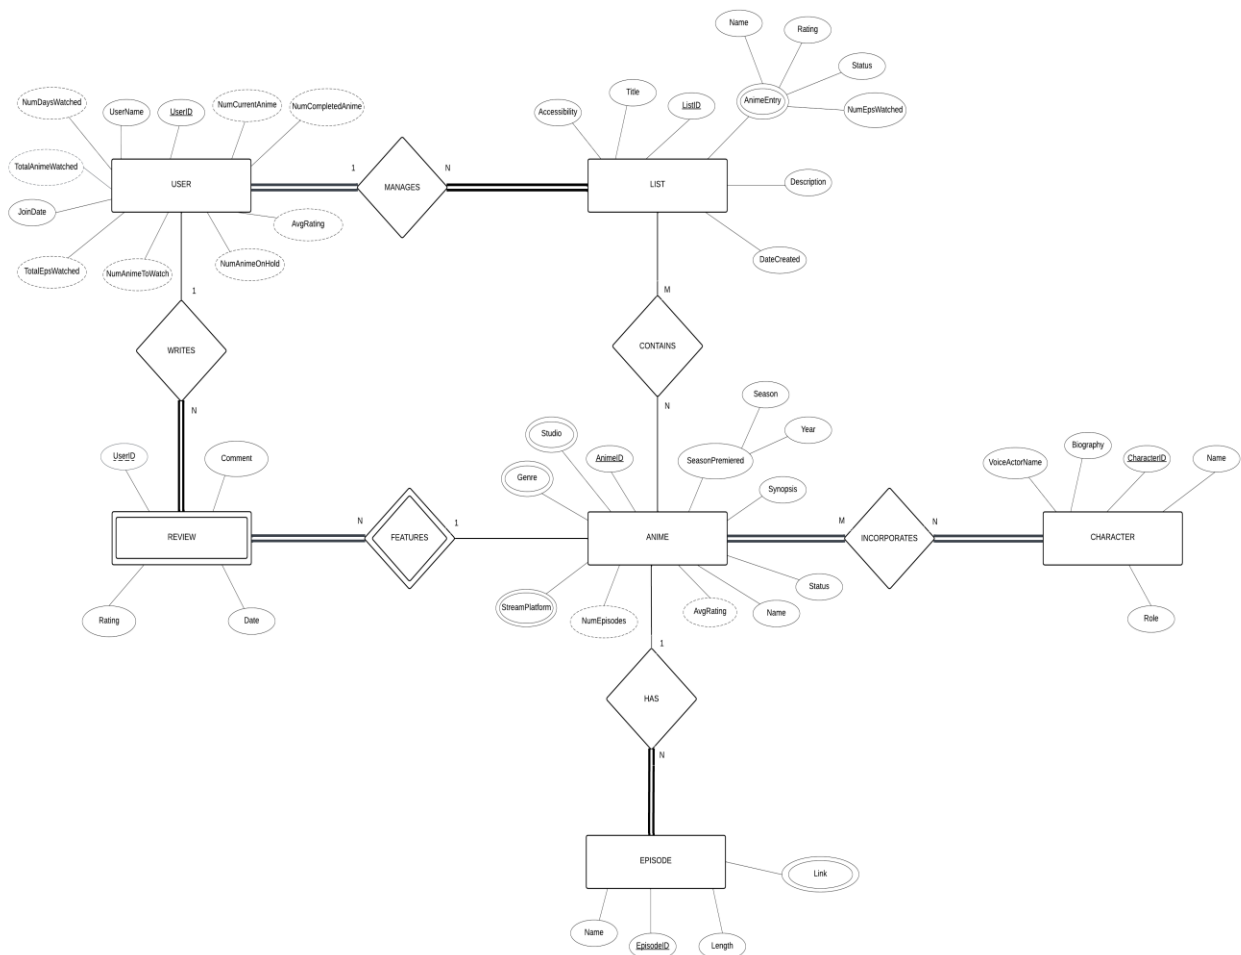 Name
Rating
Status
AnimeEntry
NumEpsWatched
NumDaysWatched
UserName
UserID
NumCurrentAnime
NumCompletedAnime
Accessibility
Title
ListID
TotalAnimeWatched
USER
1
MANAGES
N
LIST
Description
JoinDate
AvgRating
TotalEpsWatched
NumAnimeToWatch
NumAnimeOnHold
DateCreated
1
M
WRITES
CONTAINS
N
N
Season
Year
Studio
AnimeID
SeasonPremiered
Genre
Synopsis
UserID
Comment
VoiceActorName
Biography
CharacterID
Name
REVIEW
N
FEATURES
1
ANIME
M
INCORPORATES
N
CHARACTER
StreamPlatform
NumEpisodes
AvgRating
Name
Status
Rating
Date
Role
1
HAS
N
EPISODE
Link
Name
EpisodeID
Length